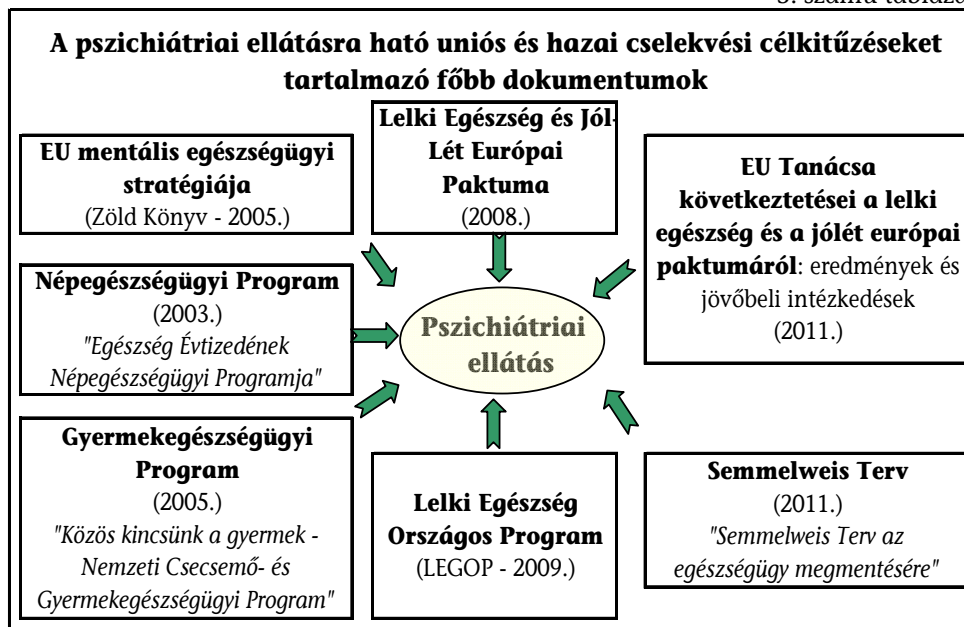 A pszichiátriai ellátásra ható uniós és hazai cselekvési célkitűzéseket
tartalmazó főbb dokumentumok
EU mentális egészségügyi
stratégiája
(Zöld Könyv - 2005.)
Lelki Egészség és Jól-
Lét Európai
Paktuma
(2008.)
EU Tanácsa
következtetései a lelki
egészség és a jólét európai
paktumáról: eredmények és
jövőbeli intézkedések
(2011.)
Népegészségügyi Program
(2003.)
"Egészség Évtizedének
Népegészségügyi Programja"
Pszichiátriai
ellátás
Gyermekegészségügyi
Program
(2005.)
"Közös kincsünk a gyermek -
Nemzeti Csecsemő- és
Gyermekegészségügyi Program"
Lelki Egészség
Országos Program
(LEGOP - 2009.)
Semmelweis Terv
(2011.)
"Semmelweis Terv az
egészségügy megmentésére"